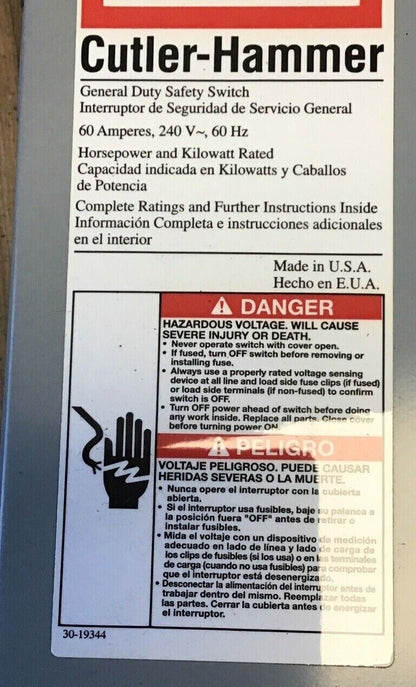 Cutler-Hammer
General Duty Safety Switch
Interruptor de Seguridad de Servicio General
60 Amperes, 240 V~, 60 Hz
Horsepower and Kilowatt Rated
Capacidad indicada en Kilowatts y Caballos
de Potencia
Complete Ratings and Further Instructions Inside
Información Completa e instrucciones adicionales
en el interior
Made in U.S.A.
Hecho en E.U.A.
DANGER
HAZARDOUS VOLTAGE. WILL CAUSE
SEVERE INJURY OR DEATH.
• Never operate switch with cover open.
• If fused, turn OFF switch before removing or
installing fuse.
• Always use a properly rated voltage sensing
device at all line and load side fuse clips (if fused)
or load side terminals (if non-fused) to confirm
switch is OFF.
• Turn OFF power ahead of switch before doing
any work inside. Replace all parts. Close cover
before turning power ON.
PELIGRO
VOLTAJE PELIGROSO. PUEDE CAUSAR
HERIDAS SEVERAS O LA MUERTE.
• Nunca opere el interruptor con la cubierta
abierta.
• Si el interruptor usa fusibles, baje su palanca a
la posición fuera "OFF" antes de retirar o
instalar fusibles.
• Mida el voltaje con un dispositivo de medición
adecuado en lado de línea y lado de carga de
los clips de fusibles (si los usa) o en las terminales
de carga (cuando no usa fusibles) para comprobar
que el interruptor está desenergizado.
• Desconectar la alimentación del interruptor antes de
trabajar dentro del mismo. Reemplazar todas
las partes. Cerrar la cubierta antes de energizar
el interruptor.
30-19344